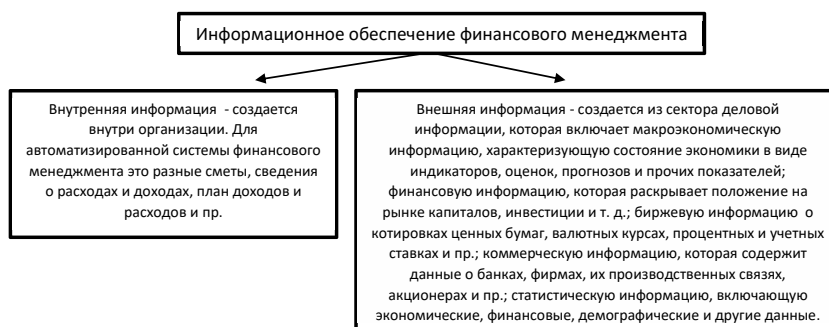 Информационное обеспечение финансового менеджмента
Внутренняя информация - создается
внутри организации. Для
автоматизированной системы финансового
менеджмента это разные сметы, сведения
о расходах и доходах, план доходов и
расходов и пр.
Внешняя информация - создается из сектора деловой
информации, которая включает макроэкономическую
информацию, характеризующую состояние экономики в виде
индикаторов, оценок, прогнозов и прочих показателей;
финансовую информацию, которая раскрывает положение на
рынке капиталов, инвестиции и т. д.; биржевую информацию о
котировках ценных бумаг, валютных курсах, процентных и учетных
ставках и пр.; коммерческую информацию, которая содержит
данные о банках, фирмах, их производственных связях,
акционерах и пр.; статистическую информацию, включающую
экономические, финансовые, демографические и другие данные.